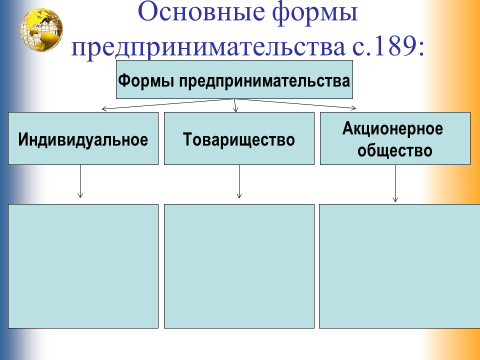 Основные формы
предпринимательства с.189:
Формы предпринимательства
Индивидуальное
Товарищество
Акционерное
общество